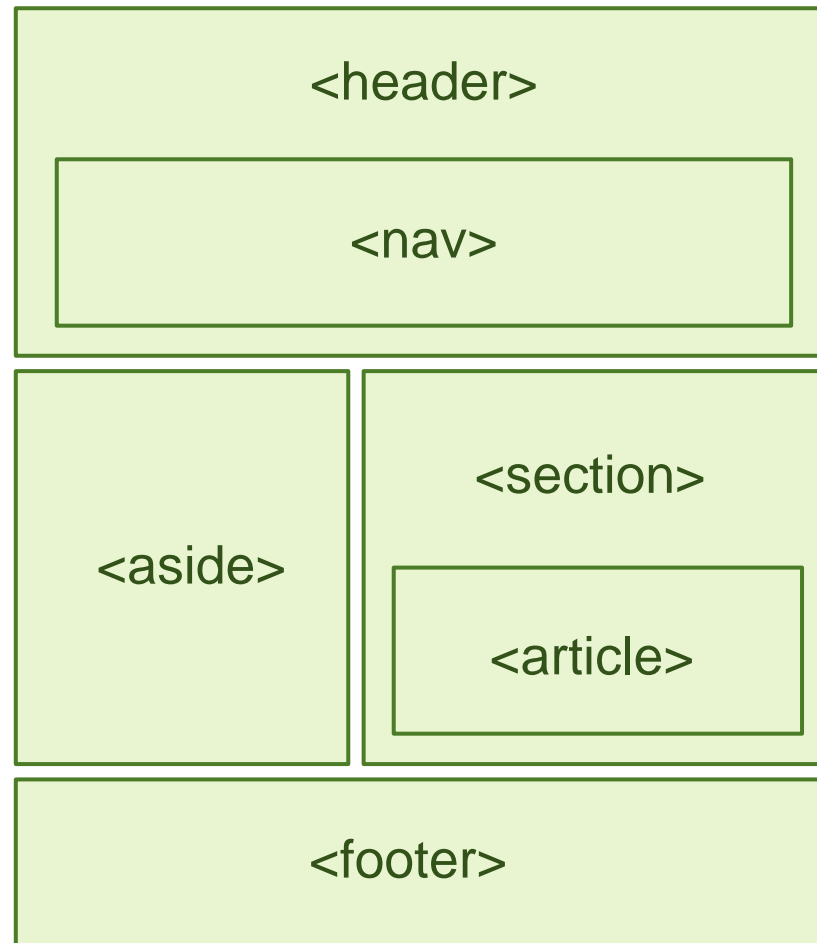 <header>
<nav>
<section>
<aside>
<article>
<footer>